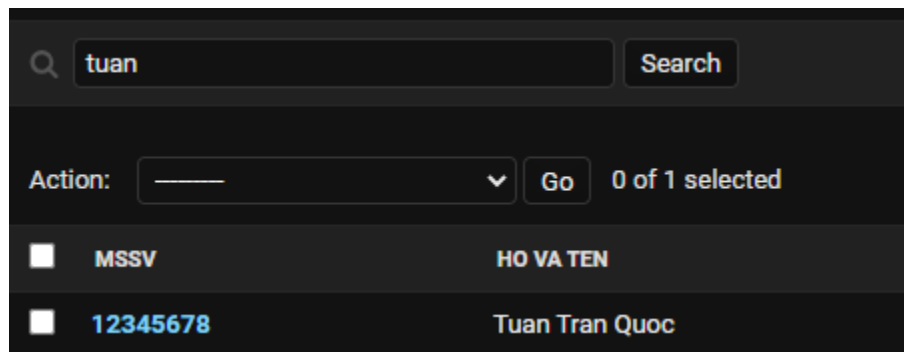 tuan Search
Action: --------- Go 0 of 1 selected
MSSV HO VA TEN
12345678 Tuan Tran Quoc